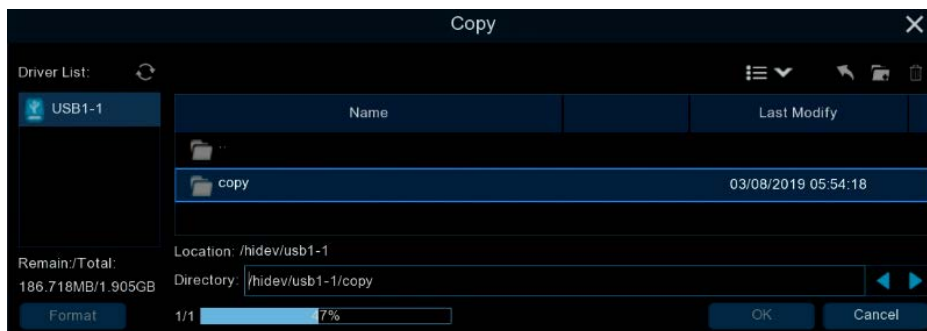 Copy
Driver List:
USB1-1
Name
Last Modify
..
copy
03/08/2019 05:54:18
Location: /hidev/usb1-1
Remain:/Total:
186.718MB/1.905GB
Directory: /hidev/usb1-1/copy
Format
1/1
47%
OK
Cancel